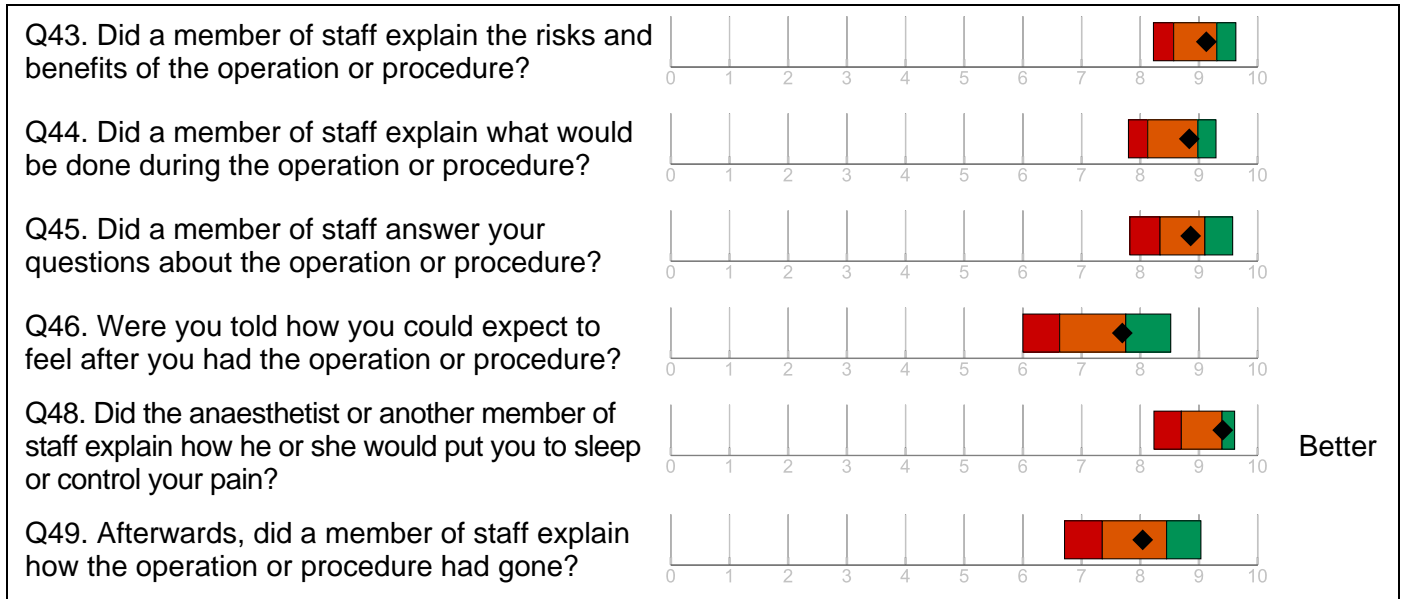 Q43. Did a member of staff explain the risks and
benefits of the operation or procedure?
0 1 2 3 4 5 6 7 8 9 10
Q44. Did a member of staff explain what would
be done during the operation or procedure?
0 1 2 3 4 5 6 7 8 9 10
Q45. Did a member of staff answer your
questions about the operation or procedure?
0 1 2 3 4 5 6 7 8 9 10
Q46. Were you told how you could expect to
feel after you had the operation or procedure?
0 1 2 3 4 5 6 7 8 9 10
Q48. Did the anaesthetist or another member of
staff explain how he or she would put you to sleep
or control your pain?
0 1 2 3 4 5 6 7 8 9 10
Better
Q49. Afterwards, did a member of staff explain
how the operation or procedure had gone?
0 1 2 3 4 5 6 7 8 9 10